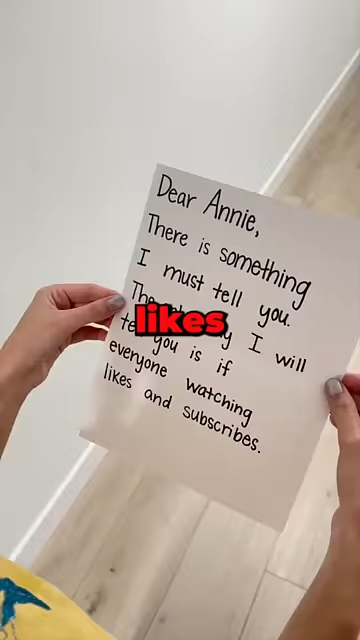 Dear Annie,
There is something
I must tell you.
The I will
you is if
everyone watching
likes and subscribes.
likes